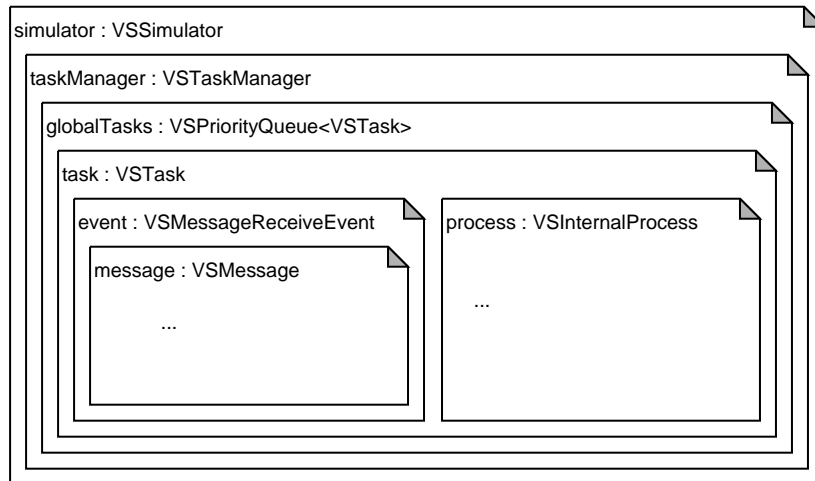 simulator : VSSimulator
taskManager : VSTaskManager
globalTasks : VSPriorityQueue<VSTask>
task : VSTask
event : VSMessageReceiveEvent
process : VSInternalProcess
message : VSMessage
...
...